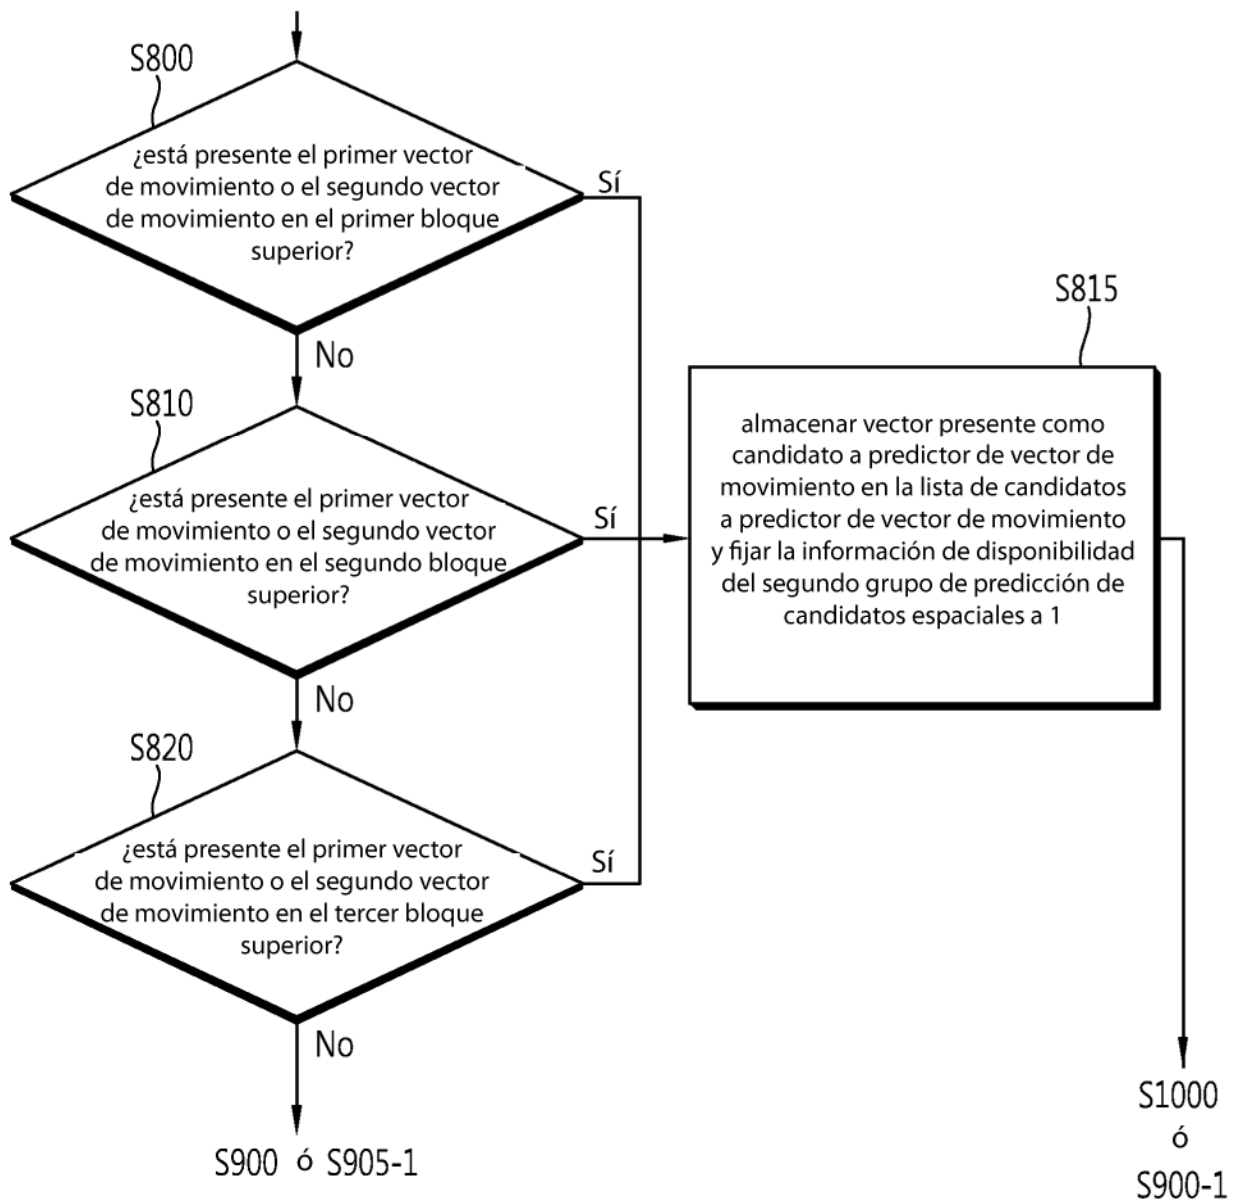 S800
¿está presente el primer vector
de movimiento o el segundo vector
de movimiento en el primer bloque
superior?
Sí
No
S810
¿está presente el primer vector
de movimiento o el segundo vector
de movimiento en el segundo bloque
superior?
Sí
No
S815
almacenar vector presente como
candidato a predictor de vector de
movimiento en la lista de candidatos
a predictor de vector de movimiento
y fijar la información de disponibilidad
del segundo grupo de predicción de
candidatos espaciales a 1
S820
¿está presente el primer vector
de movimiento o el segundo vector
de movimiento en el tercer bloque
superior?
Sí
No
S900 ó S905-1
S1000
ó
S900-1